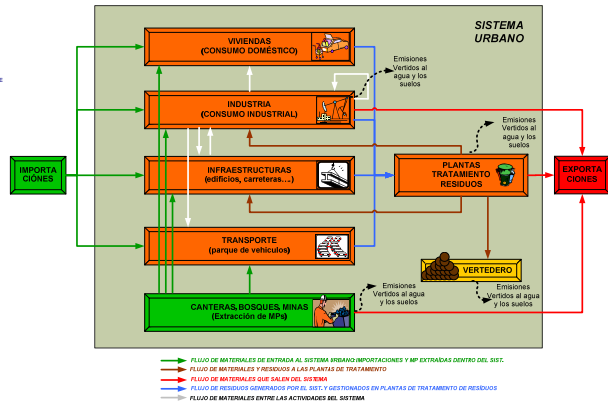 SISTEMA
URBANO
VIVIENDAS
(CONSUMO DOMÉSTICO)
Emisiones
Vertidos al
agua y los
suelos
E
INDUSTRIA
(CONSUMO INDUSTRIAL)
Emisiones
Vertidos al
agua y los
suelos
IMPORTA
CIÓNES
INFRAESTRUCTURAS
(edificios, carreteras...)
PLANTAS
TRATAMIENTO
RESIDUOS
EXPORTA
CIONES
TRANSPORTE
(parque de vehículos)
VERTEDERO
CANTERAS, BOSQUES, MINAS
(Extracción de MPs)
Emisiones
Vertidos al agua
y los suelos
Emisiones
Vertidos al agua
y los suelos
FLUJO DE MATERIALES DE ENTRADA AL SISTEMA URBANO:IMPORTACIONES Y MP EXTRAÍDAS DENTRO DEL SIST.
FLUJO DE MATERIALES Y RESIDUOS A LAS PLANTAS DE TRATAMIENTO
FLUJO DE MATERIALES QUE SALEN DEL SISTEMA
FLUJO DE RESIDUOS GENERADOS POR EL SIST. Y GESTIONADOS EN PLANTAS DE TRATAMIENTO DE RESÍDUOS
FLUJO DE MATERIALES ENTRE LAS ACTIVIDADES DEL SISTEMA